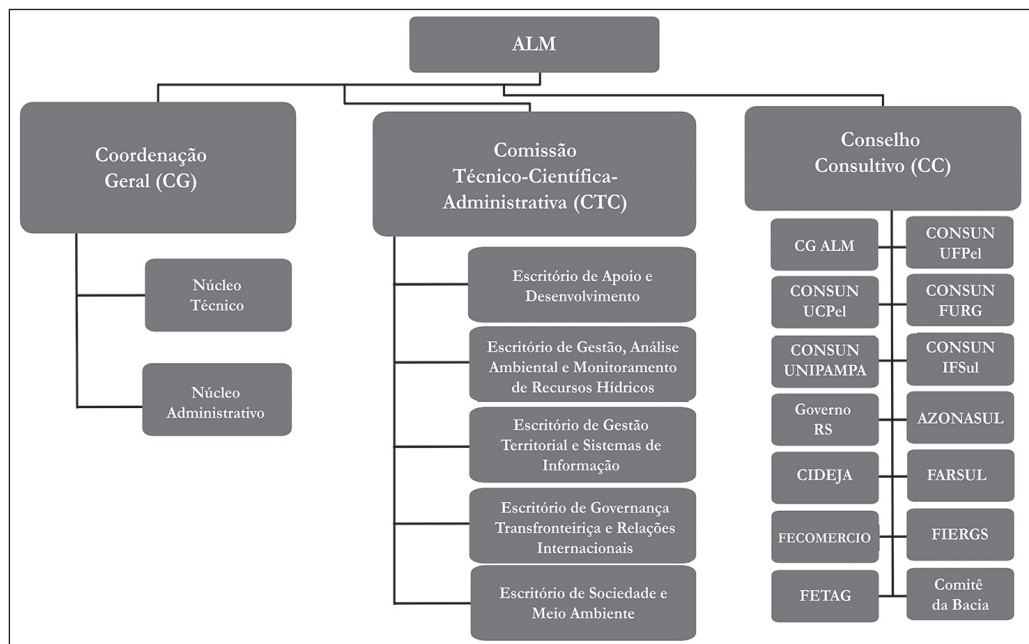 ALM
Coordenação
Geral (CG)
Núcleo
Técnico
Núcleo
Administrativo
Comissão
Técnico-Científica-
Administrativa (CTC)
Escritório de Apoio e
Desenvolvimento
Escritório de Gestão, Análise
Ambiental e Monitoramento
de Recursos Hídricos
Escritório de Gestão
Territorial e Sistemas de
Informação
Escritório de Governança
Transfronteiriça e Relações
Internacionais
Escritório de Sociedade e
Meio Ambiente
Conselho
Consultivo (CC)
CG ALM
CONSUN
UFPel
CONSUN
UCPel
CONSUN
FURG
CONSUN
UNIPAMPA
CONSUN
IFSul
Governo
RS
AZONASUL
CIDEJA
FARSUL
FECOMERCIO
FIERGS
FETAG
Comitê
da Bacia